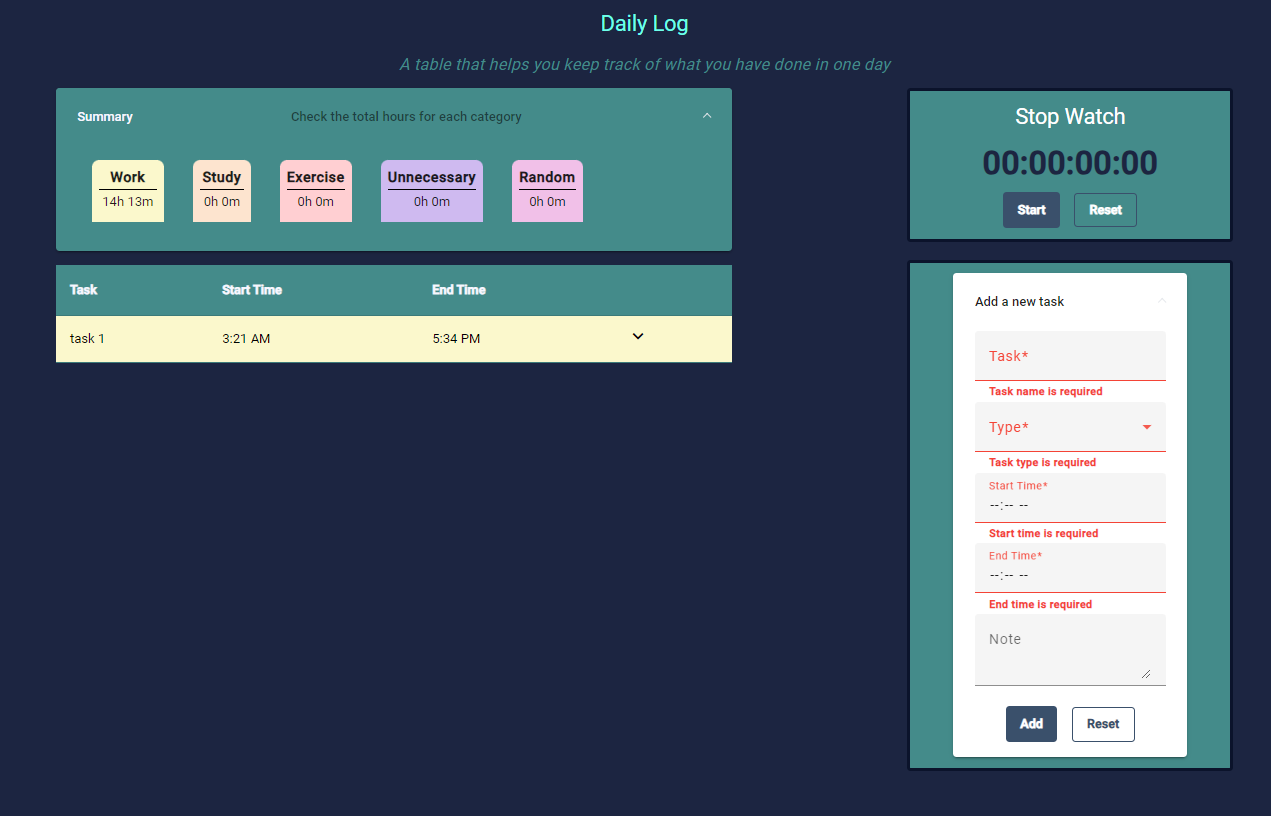 Daily Log
A table that helps you keep track of what you have done in one day
Summary Check the total hours for each category
Work Study Exercise Unnecessary Random
14h 13m 0h 0m 0h 0m 0h 0m 0h 0m
Task Start Time End Time
task 1 3:21 AM 5:34 PM
Stop Watch
00:00:00:00
Start Reset
Add a new task
Task*
Task name is required
Type*
Task type is required
Start Time*
--:-- --
Start time is required
End Time*
--:-- --
End time is required
Note
Add Reset